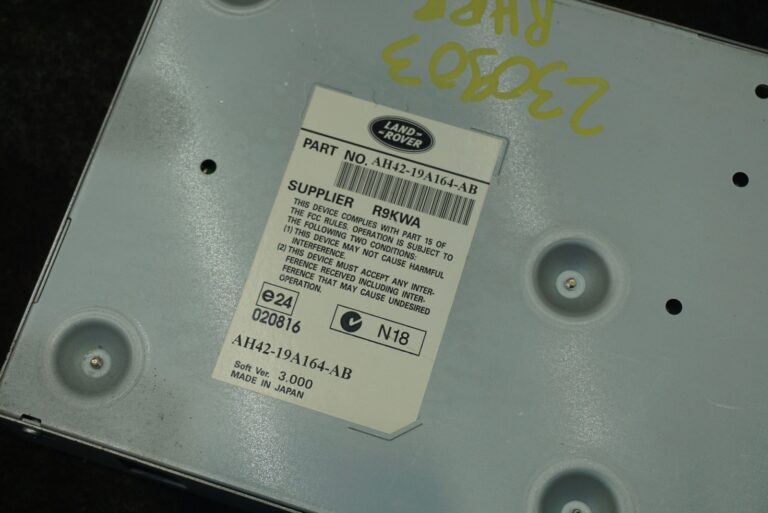 RHRR
230803
LAND-
ROVER
PART NO. AH42-19A164-AB
SUPPLIER R9KWA
THIS DEVICE COMPLIES WITH PART 15 OF
THE FCC RULES. OPERATION IS SUBJECT TO
THE FOLLOWING TWO CONDITIONS:
(1) THIS DEVICE MAY NOT CAUSE HARMFUL
INTERFERENCE.
(2) THIS DEVICE MUST ACCEPT ANY INTER-
FERENCE RECEIVED INCLUDING INTER-
FERENCE THAT MAY CAUSE UNDESIRED
OPERATION.
e24
020816
N18
AH42-19A164-AB
Soft Ver. 3.000
MADE IN JAPAN